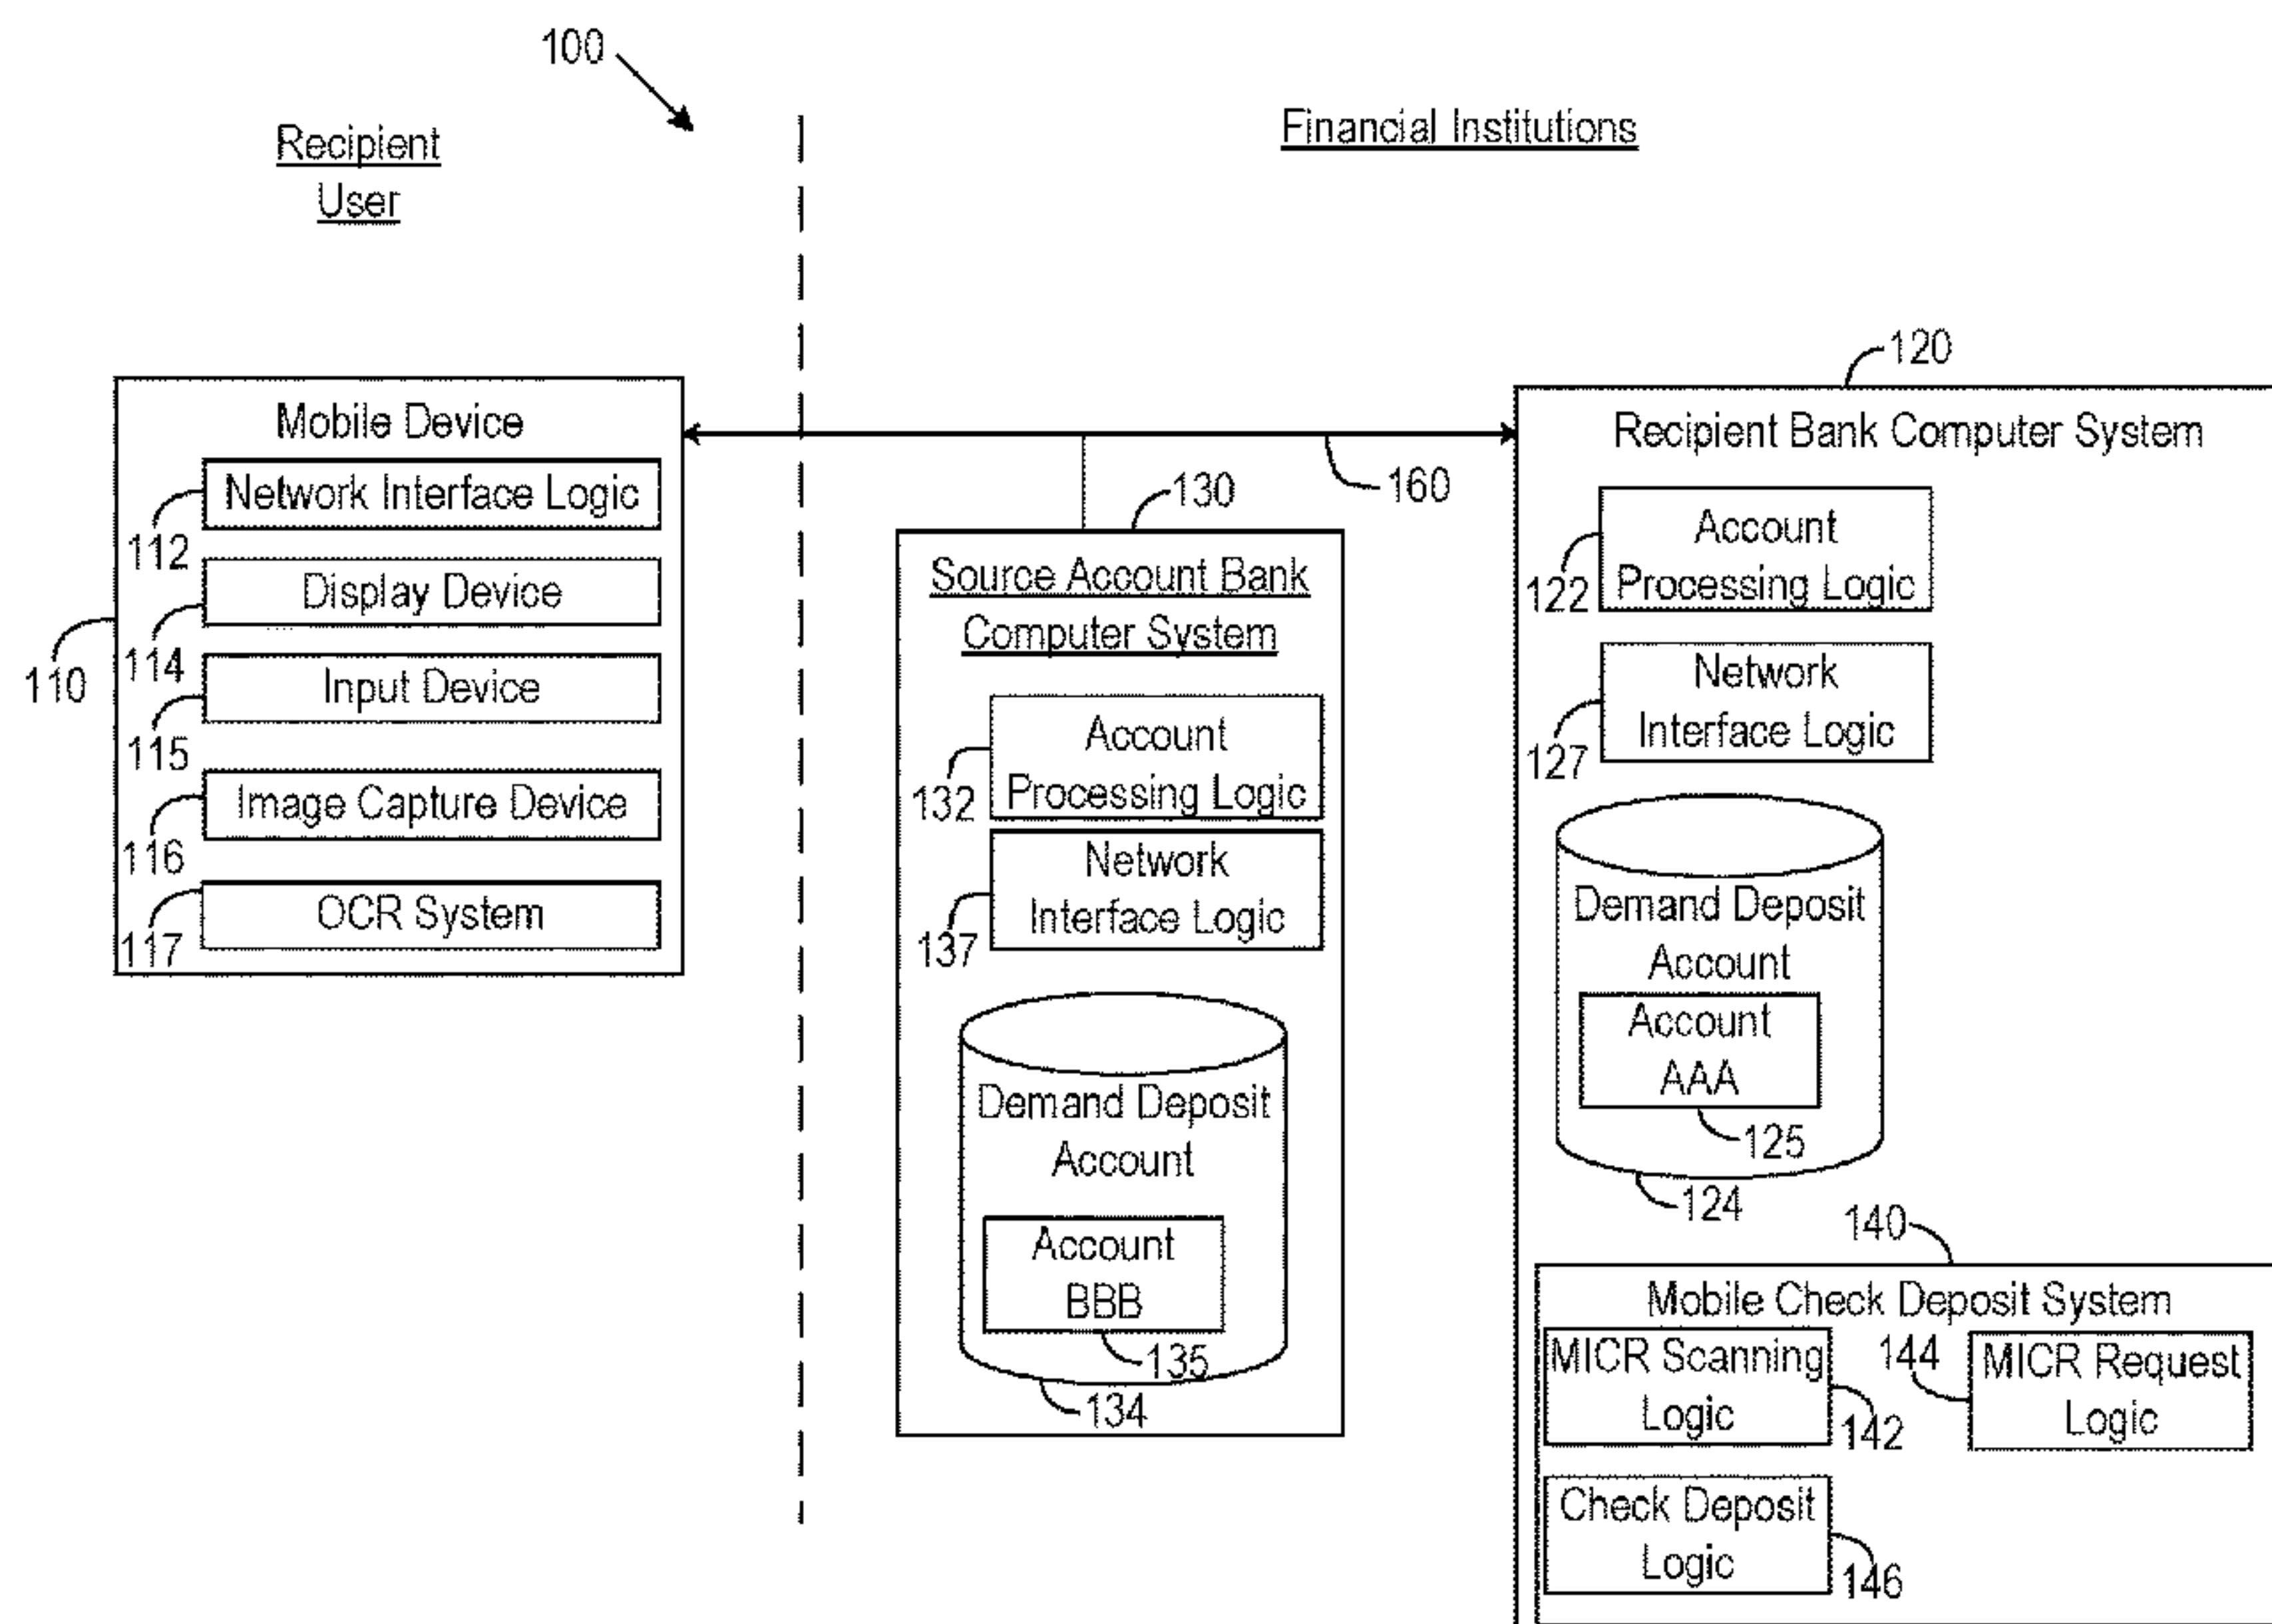 100
Recipient
User
Financial Institutions
110
Mobile Device
Network Interface Logic
112
Display Device
114
Input Device
115
Image Capture Device
116
OCR System
117
160
130
Source Account Bank
Computer System
Account
Processing Logic
132
Network
Interface Logic
137
Demand Deposit
Account
Account
BBB
135
134
120
Recipient Bank Computer System
Account
Processing Logic
122
Network
Interface Logic
127
Demand Deposit
Account
Account
AAA
125
124
140
Mobile Check Deposit System
MICR Scanning
Logic
142
144
MICR Request
Logic
Check Deposit
Logic
146